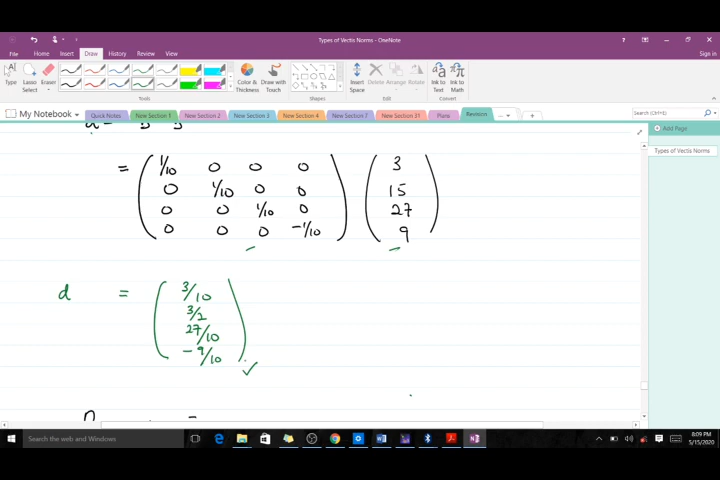 Types of Vectis Norms - OneNote
File Home Insert Draw History Review View
Sign in
Lasso Select
Eraser
Color & Thickness
Draw with Touch
Insert Space
Delete
Arrange
Rotate
Ink to Text
Ink to Math
Tools
Shapes
Edit
Convert
My Notebook
Quick Notes
New Section 1
New Section 2
New Section 3
New Section 4
New Section 7
New Section 31
Plane
Revision
Search (Ctrl+E)
Add Page
Types of Vectis Norms
= ( 1/10 0 0 0 ) ( 3 )
0 1/10 0 0 15
0 0 1/10 0 27
0 0 0 -1/10 9
d = ( 3/10 )
3/2
27/10
-9/10
Search the web and Windows
8:09 PM
5/15/2020